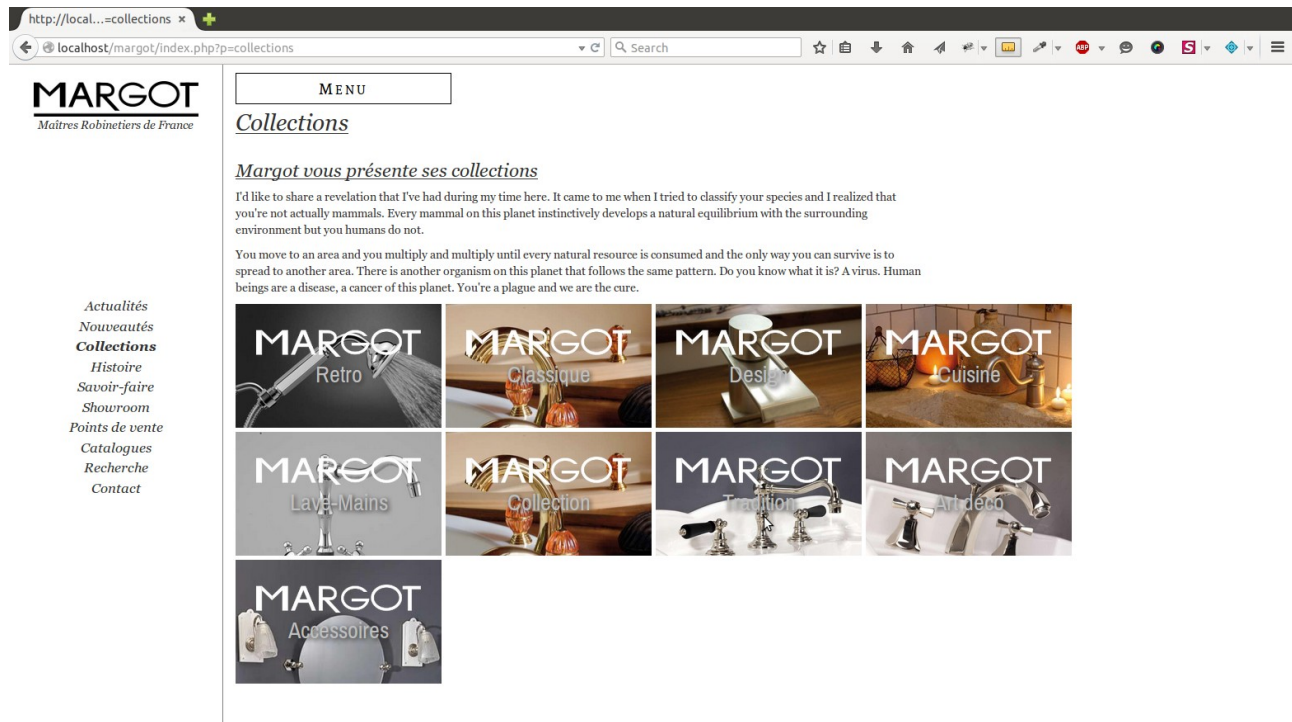 http://local...=collections
localhost/margot/index.php?p=collections
Search
ABP
S
MARGOT
Maîtres Robinetiers de France
Actualités
Nouveautés
Collections
Histoire
Savoir-faire
Showroom
Points de vente
Catalogues
Recherche
Contact
MENU
Collections
Margot vous présente ses collections
I'd like to share a revelation that I've had during my time here. It came to me when I tried to classify your species and I realized that
you're not actually mammals. Every mammal on this planet instinctively develops a natural equilibrium with the surrounding
environment but you humans do not.
You move to an area and you multiply and multiply until every natural resource is consumed and the only way you can survive is to
spread to another area. There is another organism on this planet that follows the same pattern. Do you know what it is? A virus. Human
beings are a disease, a cancer of this planet. You're a plague and we are the cure.
MARGOT
Retro
MARGOT
Classique
MARGOT
Design
MARGOT
Cuisine
MARGOT
Lave-Mains
MARGOT
Collection
MARGOT
Tradition
MARGOT
Art déco
MARGOT
Accessoires